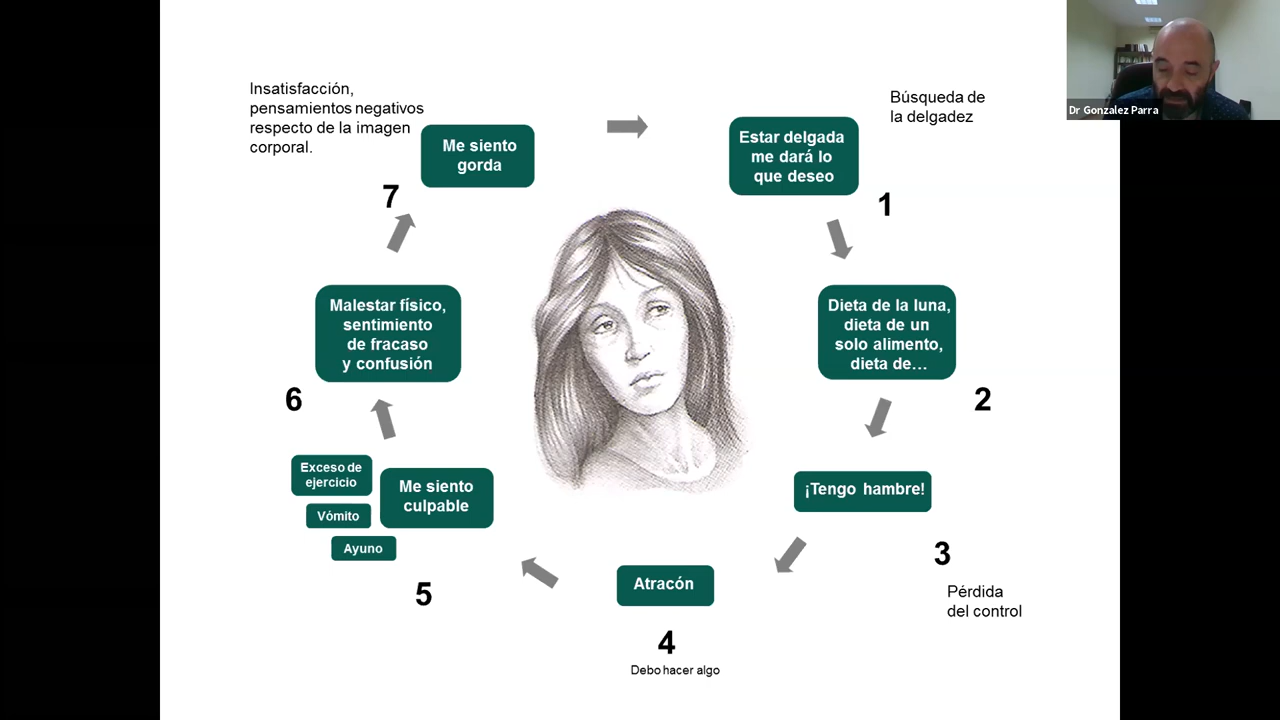 Insatisfacción,
pensamientos negativos
respecto de la imagen
corporal.
Me siento
gorda
7
Estar delgada
me dará lo
que deseo
Búsqueda de
la delgadez
1
Dr Gonzalez Parra
Dieta de la luna,
dieta de un
solo alimento,
dieta de...
2
¡Tengo hambre!
3
Pérdida
del control
Atracón
4
Debo hacer algo
Me siento
culpable
Exceso de
ejercicio
Vómito
Ayuno
5
Malestar físico,
sentimiento
de fracaso
y confusión
6